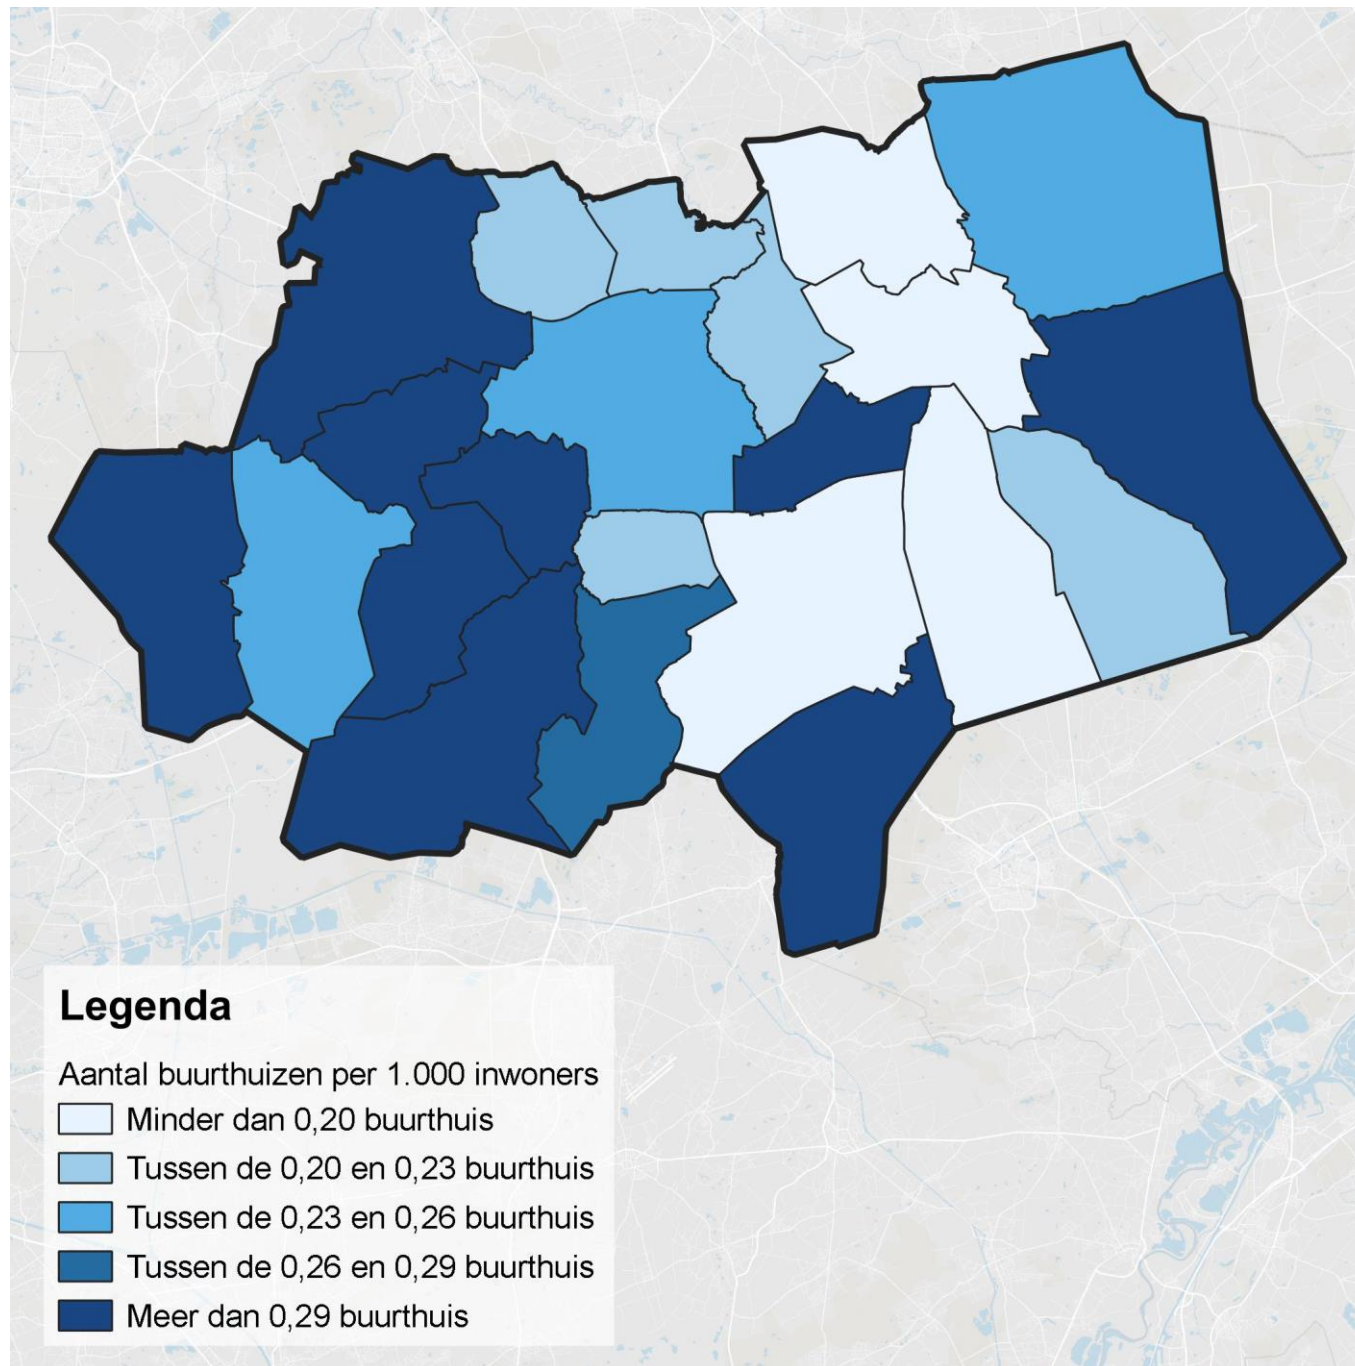 Legenda
Aantal buurthuizen per 1.000 inwoners
Minder dan 0,20 buurthuis
Tussen de 0,20 en 0,23 buurthuis
Tussen de 0,23 en 0,26 buurthuis
Tussen de 0,26 en 0,29 buurthuis
Meer dan 0,29 buurthuis